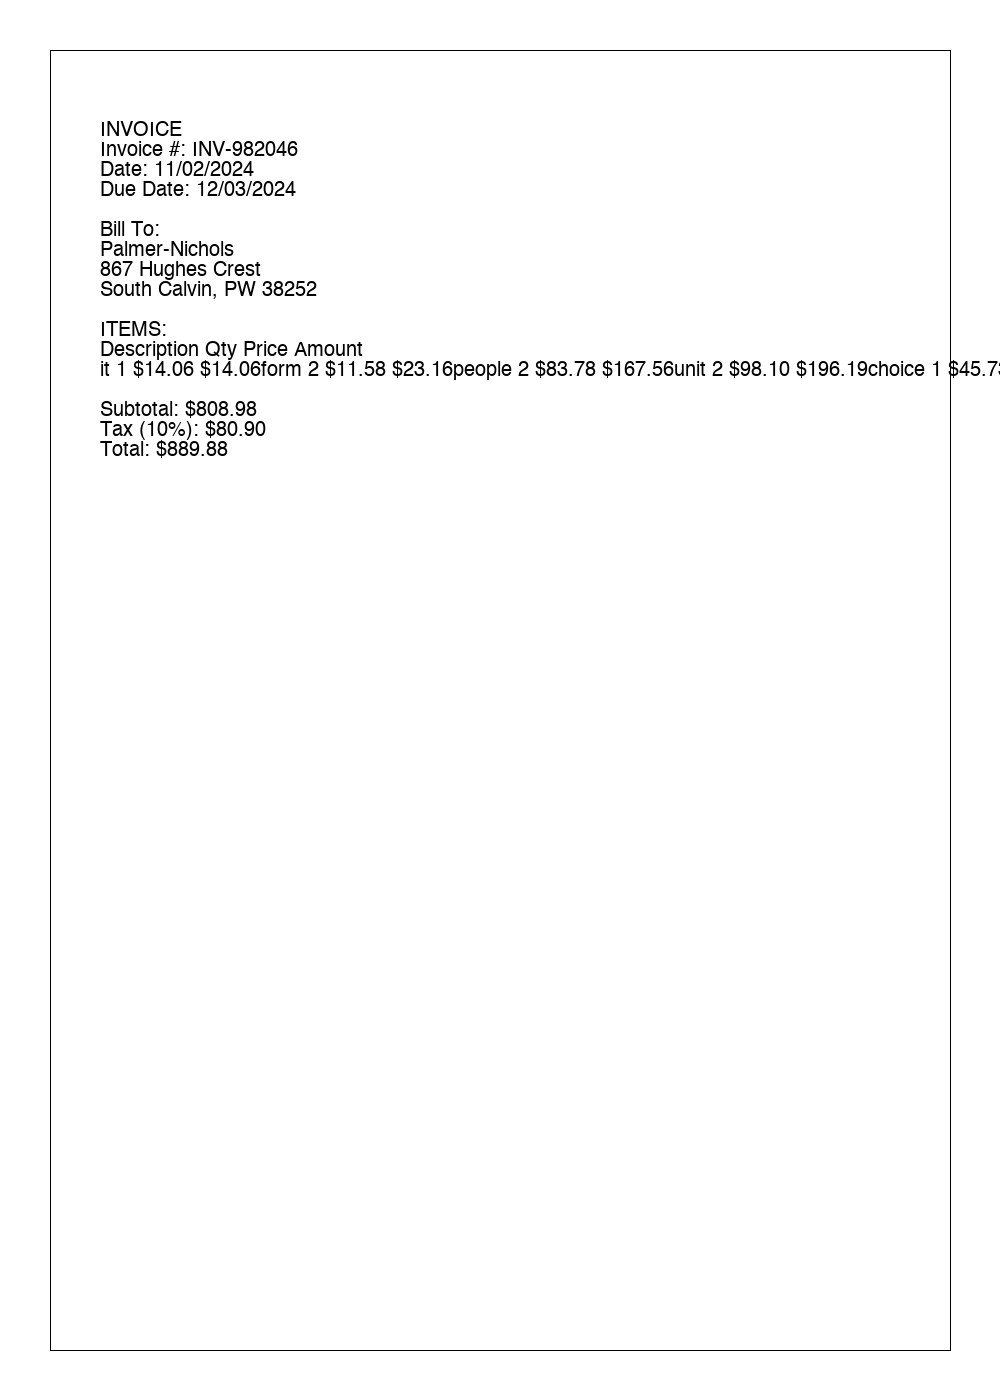 INVOICE
Invoice #: INV-982046
Date: 11/02/2024
Due Date: 12/03/2024
Bill To:
Palmer-Nichols
867 Hughes Crest
South Calvin, PW 38252
ITEMS:
Description Qty Price Amount
it 1 $14.06 $14.06form 2 $11.58 $23.16people 2 $83.78 $167.56unit 2 $98.10 $196.19choice 1
Subtotal: $808.98
Tax (10%): $80.90
Total: $889.88